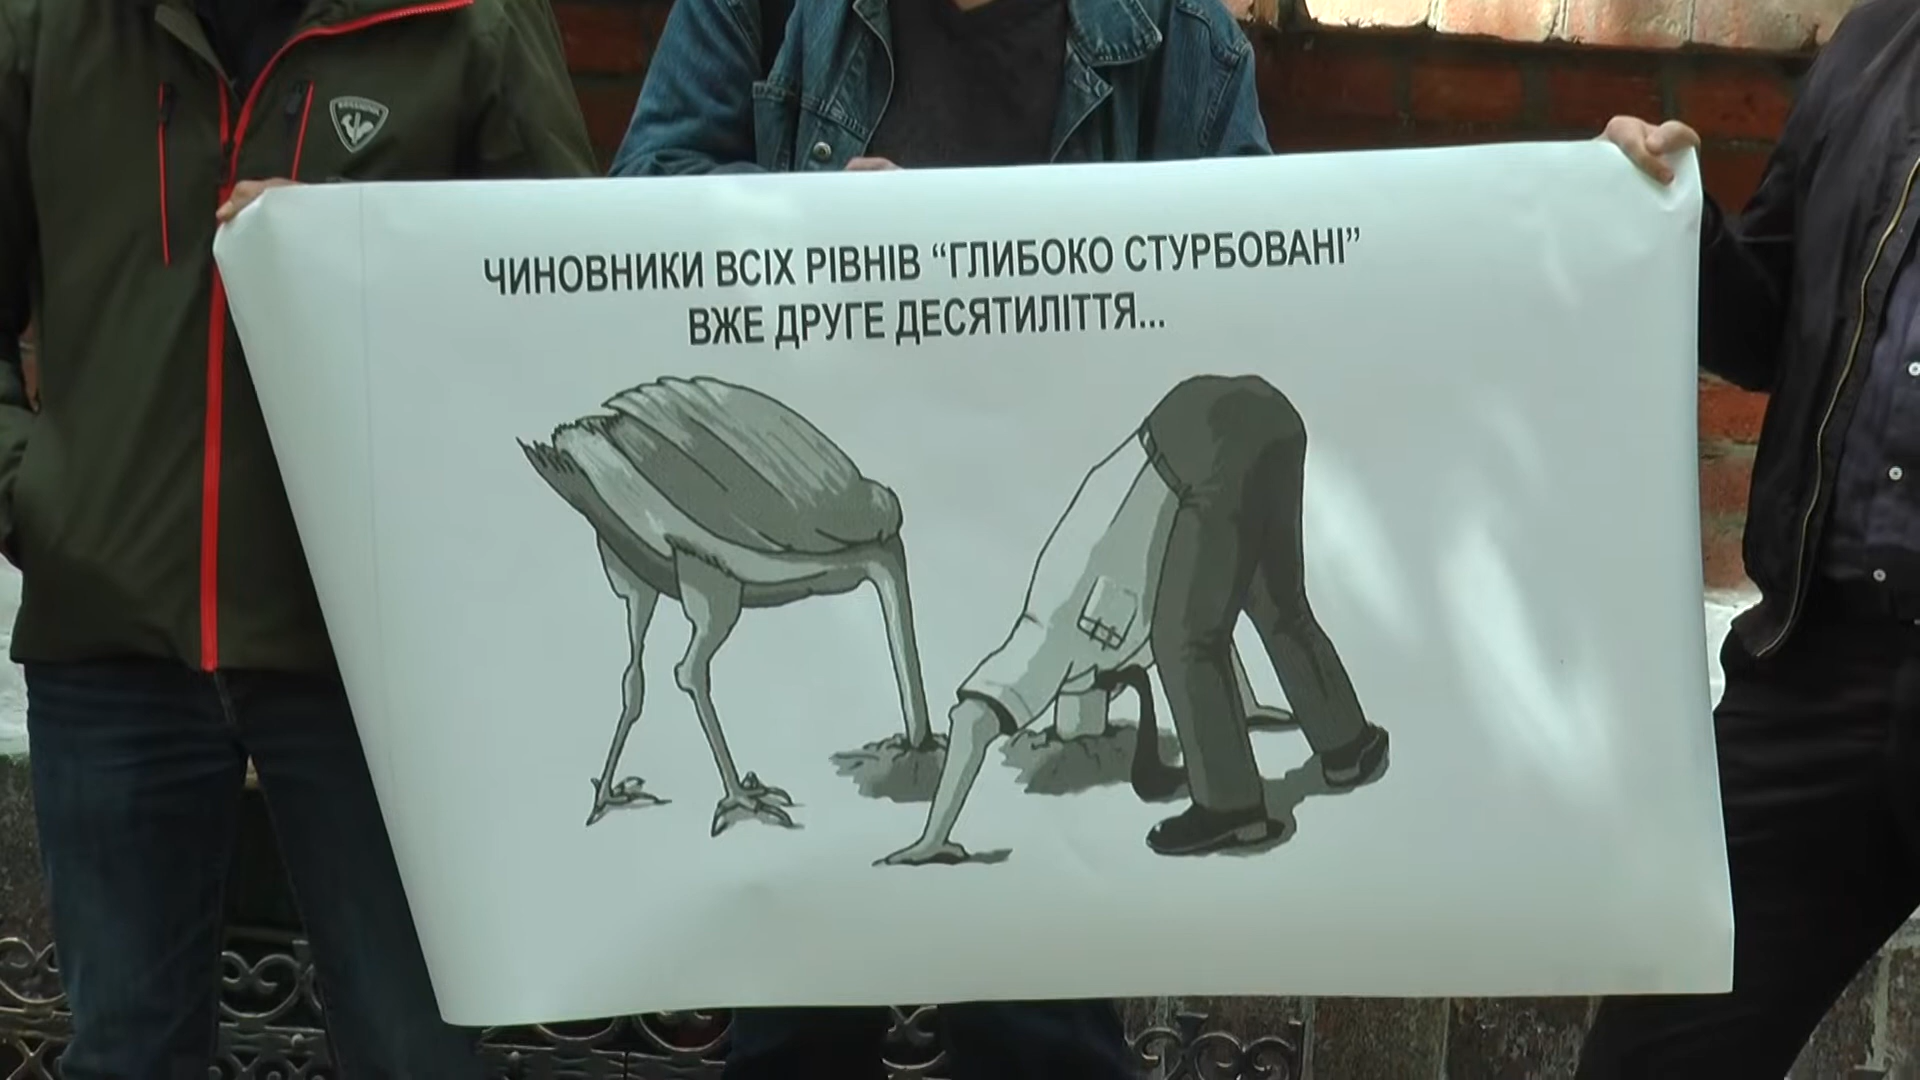 ЧИНОВНИКИ ВСІХ РІВНІВ “ГЛИБОКО СТУРБОВАНІ”
ВЖЕ ДРУГЕ ДЕСЯТИЛІТТЯ...